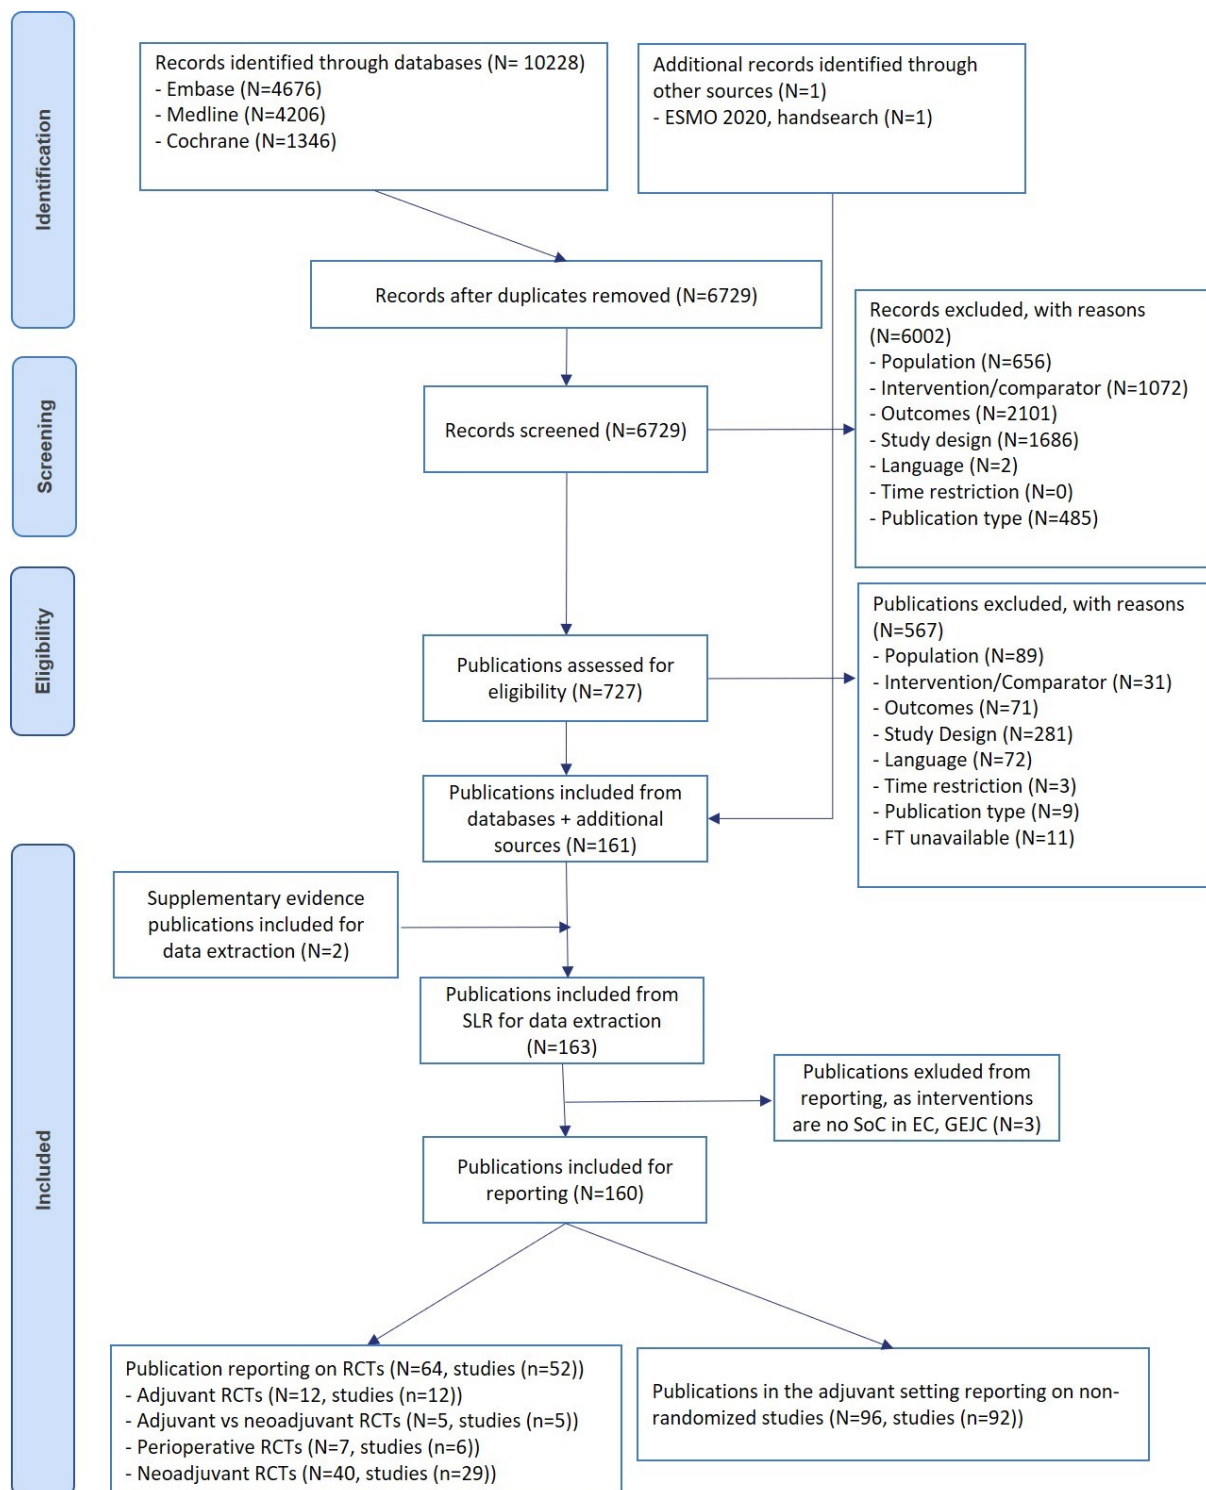 Identification
Records identified through databases (N= 10228)
- Embase (N=4676)
- Medline (N=4206)
- Cochrane (N=1346)
Additional records identified through
other sources (N=1)
- ESMO 2020, handsearch (N=1)
Records after duplicates removed (N=6729)
Screening
Records screened (N=6729)
Records excluded, with reasons
(N=6002)
- Population (N=656)
- Intervention/comparator (N=1072)
- Outcomes (N=2101)
- Study design (N=1686)
- Language (N=2)
- Time restriction (N=0)
- Publication type (N=485)
Eligibility
Publications assessed for
eligibility (N=727)
Publications excluded, with reasons
(N=567)
- Population (N=89)
- Intervention/Comparator (N=31)
- Outcomes (N=71)
- Study Design (N=281)
- Language (N=72)
- Time restriction (N=3)
- Publication type (N=9)
- FT unavailable (N=11)
Publications included from
databases + additional
sources (N=161)
Included
Supplementary evidence
publications included for
data extraction (N=2)
Publications included from
SLR for data extraction
(N=163)
Publications exluded from
reporting, as interventions
are no SoC in EC, GEJC (N=3)
Publications included for
reporting (N=160)
Publication reporting on RCTs (N=64, studies (n=52))
- Adjuvant RCTs (N=12, studies (n=12))
- Adjuvant vs neoadjuvant RCTs (N=5, studies (n=5))
- Perioperative RCTs (N=7, studies (n=6))
- Neoadjuvant RCTs (N=40, studies (n=29))
Publications in the adjuvant setting reporting on non-
randomized studies (N=96, studies (n=92))